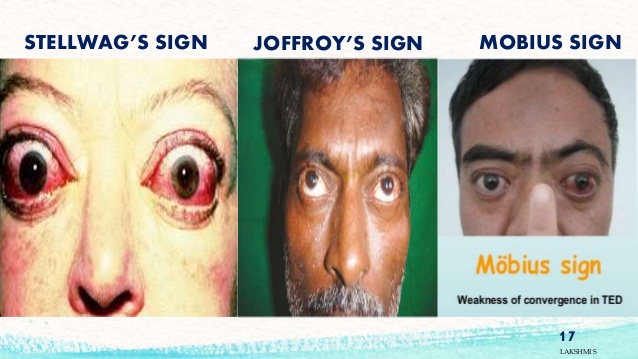 STELLWAG'S SIGN
JOFFROY'S SIGN
MOBIUS SIGN
Möbius sign
Weakness of convergence in TED
17
LAKSHMI S